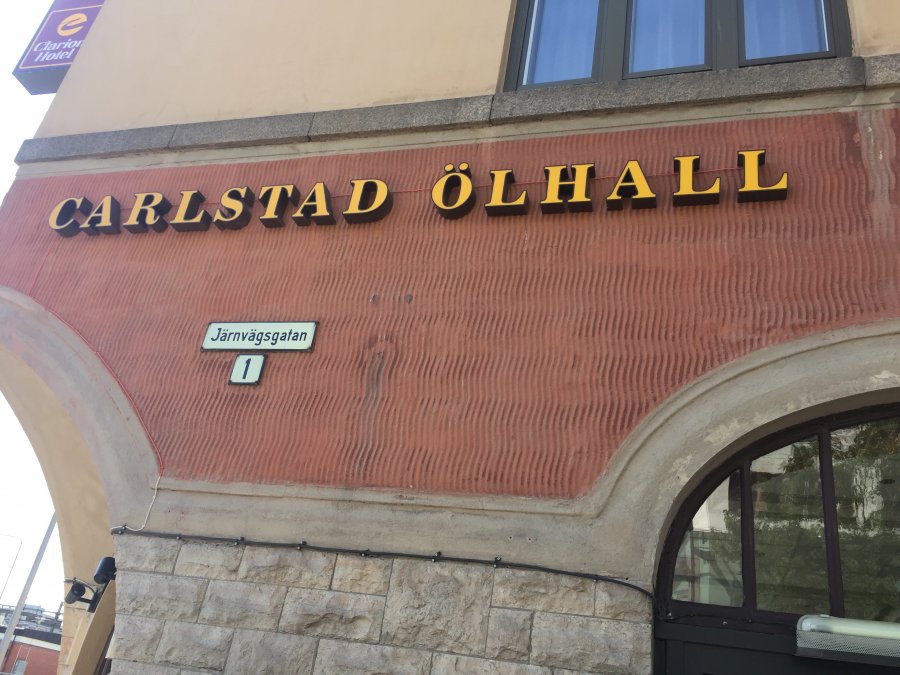 Clarion
Hotel
CARLSTAD ÖLHALL
Järnvägsgatan
1